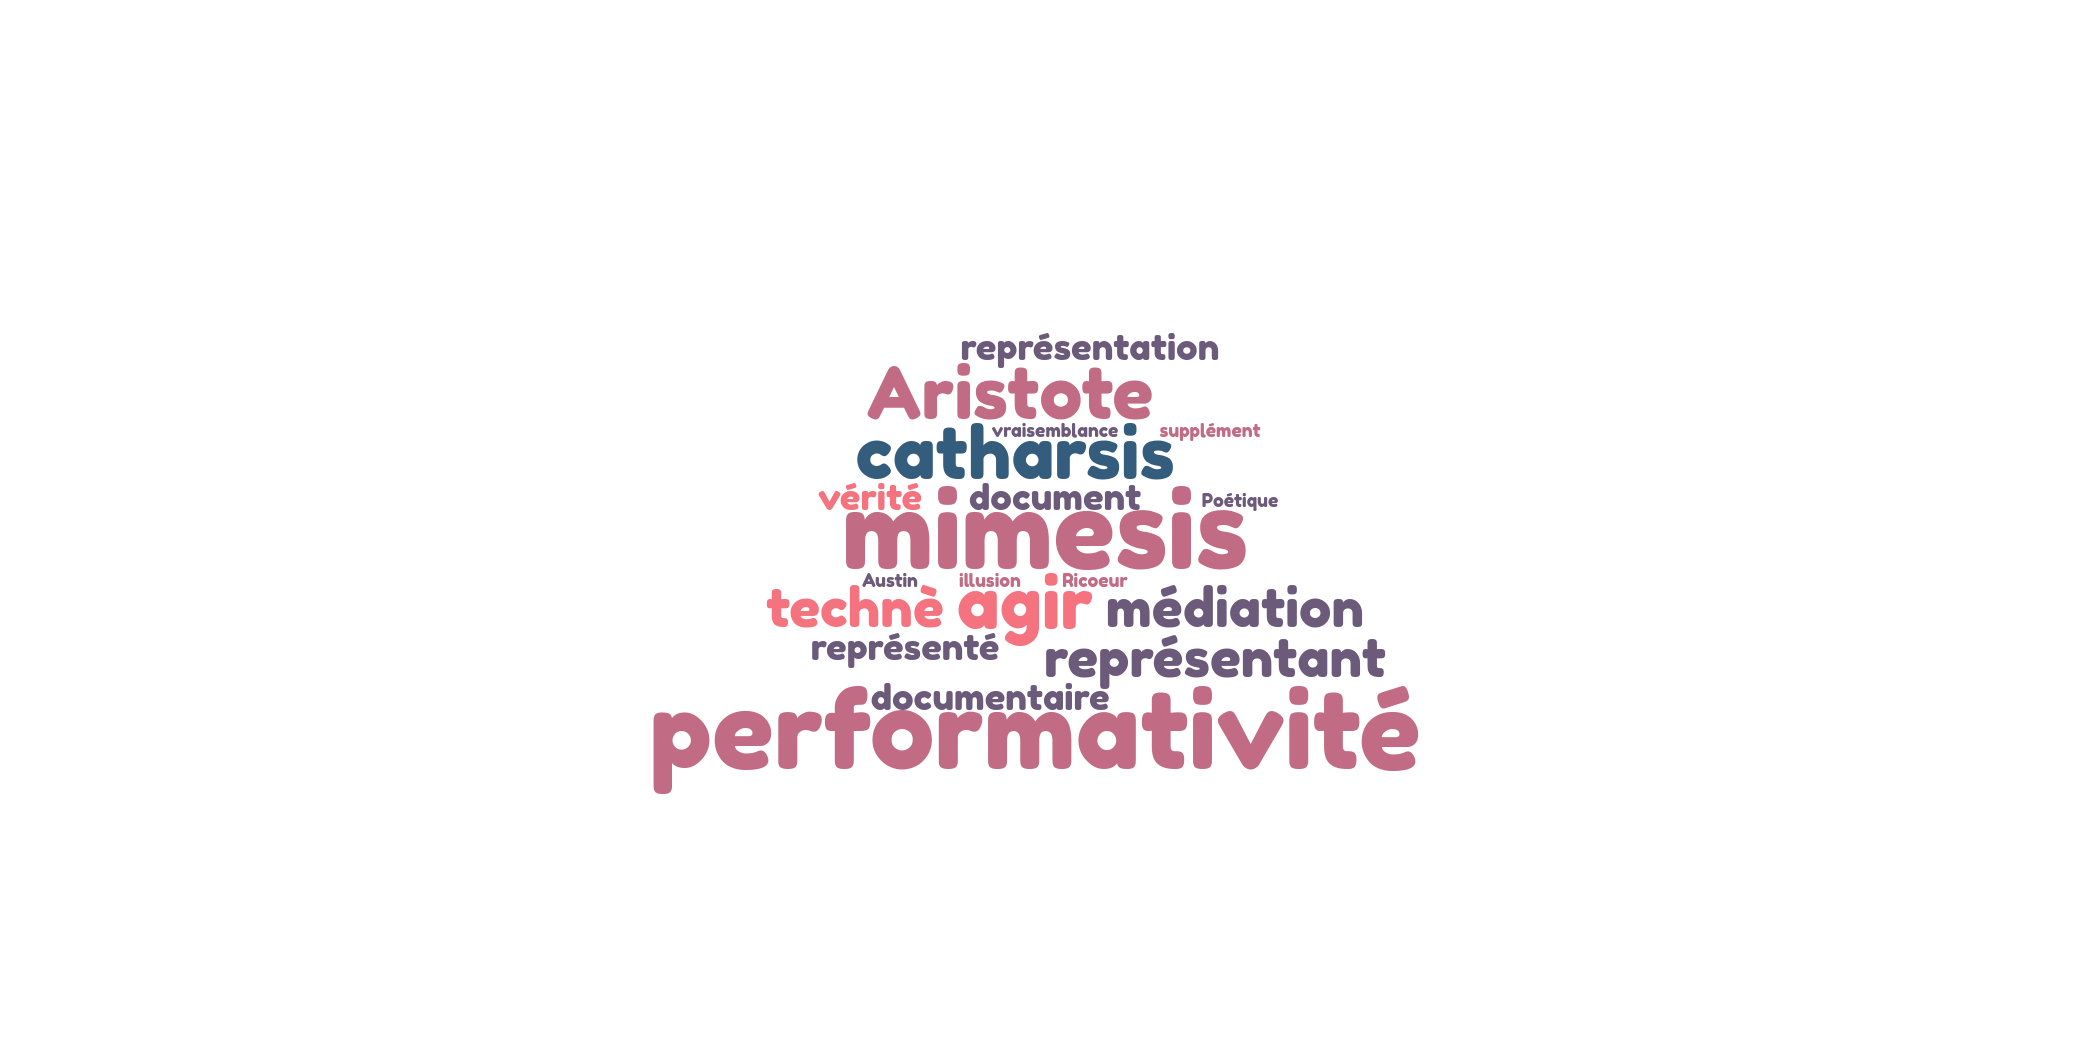 représentation
Aristote
vraisemblance supplément
catharsis
vérité document Poétique
mimesis
Austin illusion Ricoeur
technè agir médiation
représenté représentant
documentaire
performativité